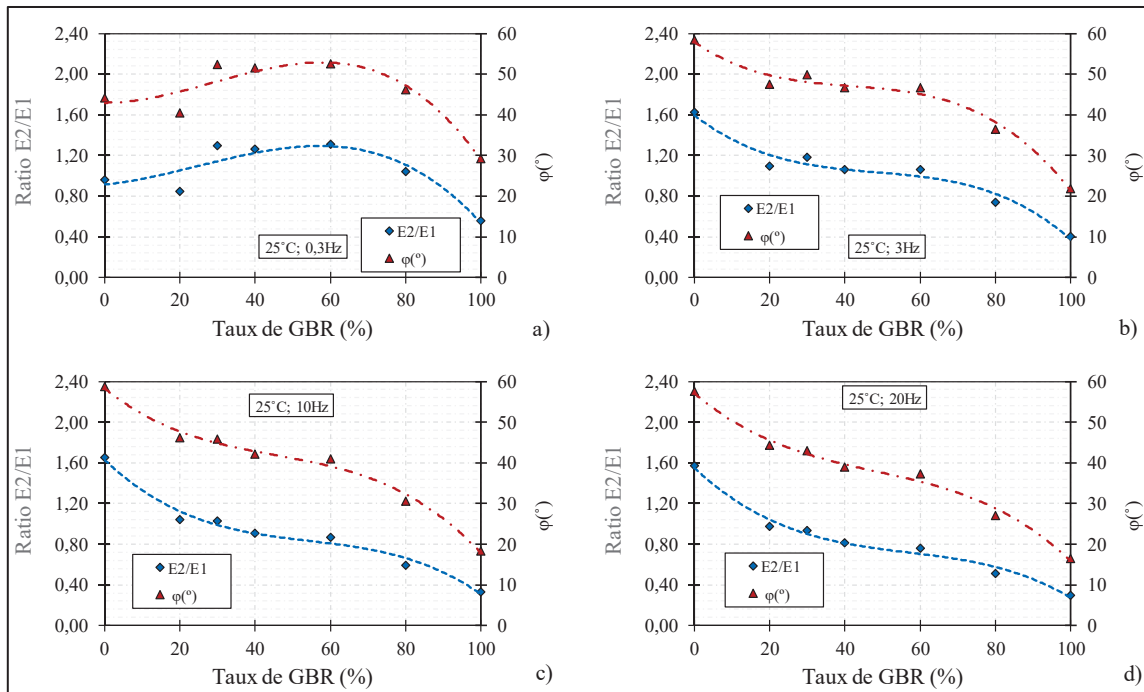 2,40
2,00
1,60
1,20
0,80
0,40
0,00
Ratio E2/E1
60
50
40
30
20
10
0
φ(˚)
E2/E1
φ(º)
25˚C; 0,3Hz
0 20 40 60 80 100
Taux de GBR (%)
a)
2,40
2,00
1,60
1,20
0,80
0,40
0,00
Ratio E2/E1
60
50
40
30
20
10
0
φ(˚)
E2/E1
φ(º)
25˚C; 3Hz
0 20 40 60 80 100
Taux de GBR (%)
b)
2,40
2,00
1,60
1,20
0,80
0,40
0,00
Ratio E2/E1
60
50
40
30
20
10
0
φ(˚)
25˚C; 10Hz
E2/E1
φ(º)
0 20 40 60 80 100
Taux de GBR (%)
c)
2,40
2,00
1,60
1,20
0,80
0,40
0,00
Ratio E2/E1
60
50
40
30
20
10
0
φ(˚)
25˚C; 20Hz
E2/E1
φ(º)
0 20 40 60 80 100
Taux de GBR (%)
d)